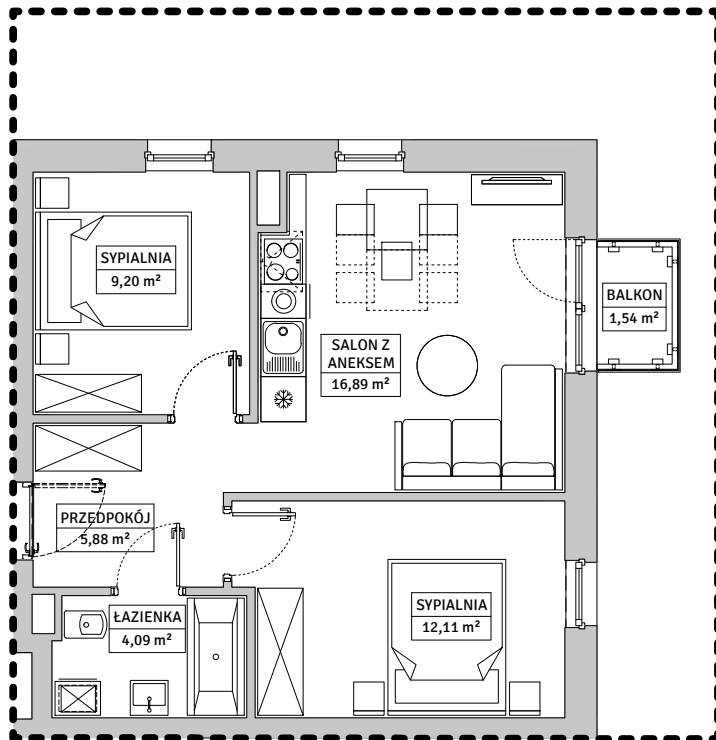 SYPIALNIA
9,20 m²
SALON Z
ANEKSEM
16,89 m²
BALKON
1,54 m²
PRZEDPOKÓJ
5,88 m²
ŁAZIENKA
4,09 m²
SYPIALNIA
12,11 m²